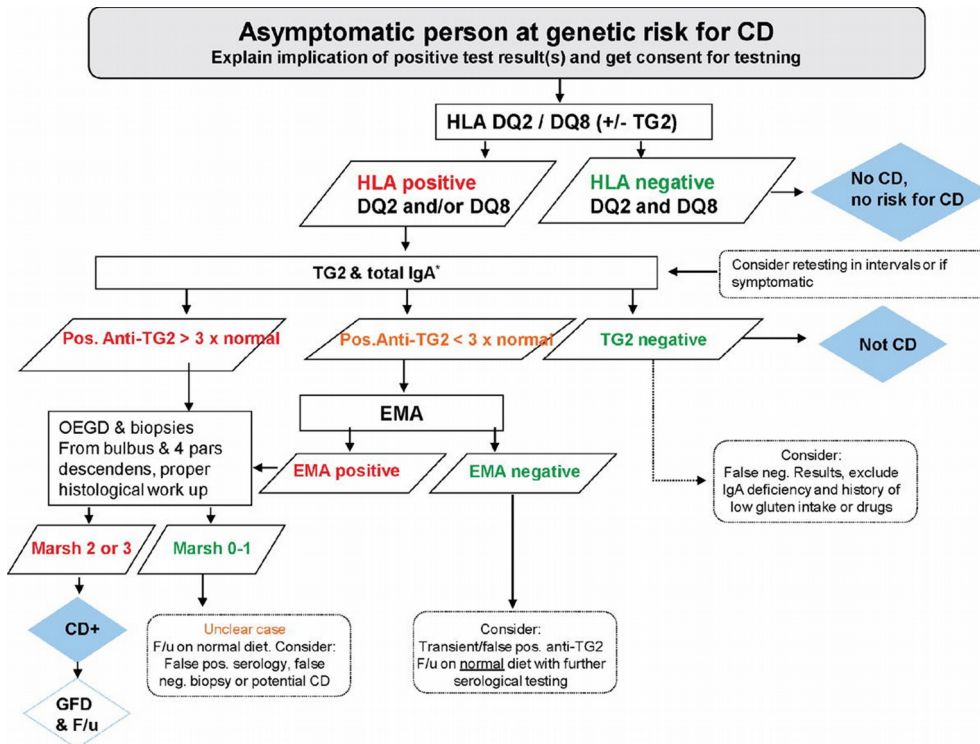 Asymptomatic person at genetic risk for CD
Explain implication of positive test result(s) and get consent for testning
HLA DQ2 / DQ8 (+/- TG2)
HLA positive
DQ2 and/or DQ8
HLA negative
DQ2 and DQ8
No CD,
no risk for CD
TG2 & total IgA*
Consider retesting in intervals or if
symptomatic
Pos. Anti-TG2 > 3 x normal
Pos.Anti-TG2 < 3 x normal
TG2 negative
Not CD
EMA
OEGD & biopsies
From bulbus & 4 pars
descendens, proper
histological work up
EMA positive
EMA negative
Consider:
False neg. Results, exclude
IgA deficiency and history of
low gluten intake or drugs
Marsh 2 or 3
Marsh 0-1
CD+
Unclear case
F/u on normal diet. Consider:
False pos. serology, false
neg. biopsy or potential CD
Consider:
Transient/false pos. anti-TG2
F/u on normal diet with further
serological testing
GFD
& F/u